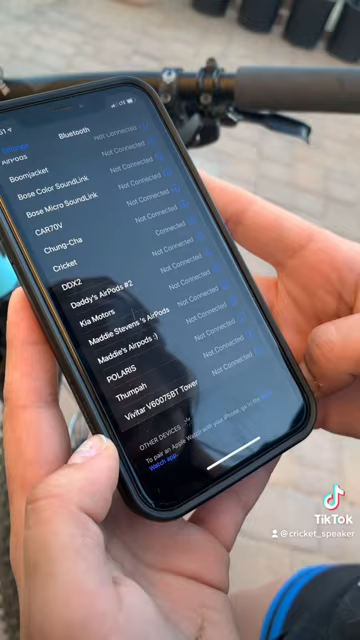 LTE
Settings
Bluetooth
AirPods Not Connected
Boomjacket Not Connected
Bose Color SoundLink Not Connected
Bose Micro SoundLink Not Connected
CAR70V Not Connected
Chung-Cha Not Connected
Cricket Connected
DDX2 Not Connected
Daddy's AirPods #2 Not Connected
Kia Motors Not Connected
Maddie Stevens 's AirPods Not Connected
Maddie's Airpods :) Not Connected
POLARIS Not Connected
Thumpah Not Connected
Vivitar V60075BT Tower Not Connected
OTHER DEVICES
To pair an Apple Watch with your iPhone, go to the
Watch app.
TikTok
@cricket_speaker